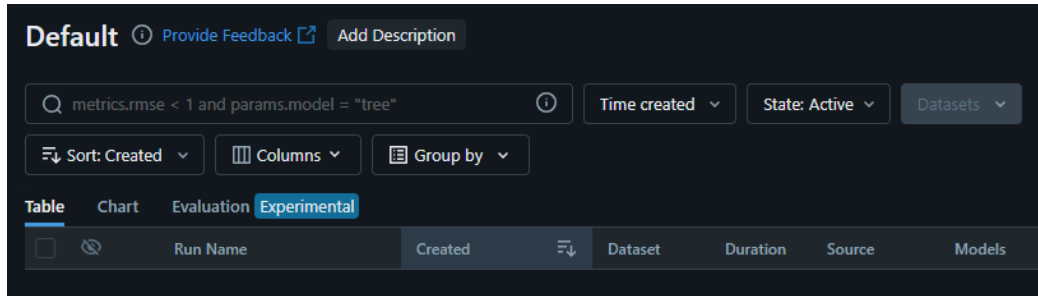 Default Provide Feedback Add Description
metrics.rmse < 1 and params.model = "tree" Time created State: Active Datasets
Sort: Created Columns Group by
Table Chart Evaluation Experimental
Run Name Created Dataset Duration Source Models